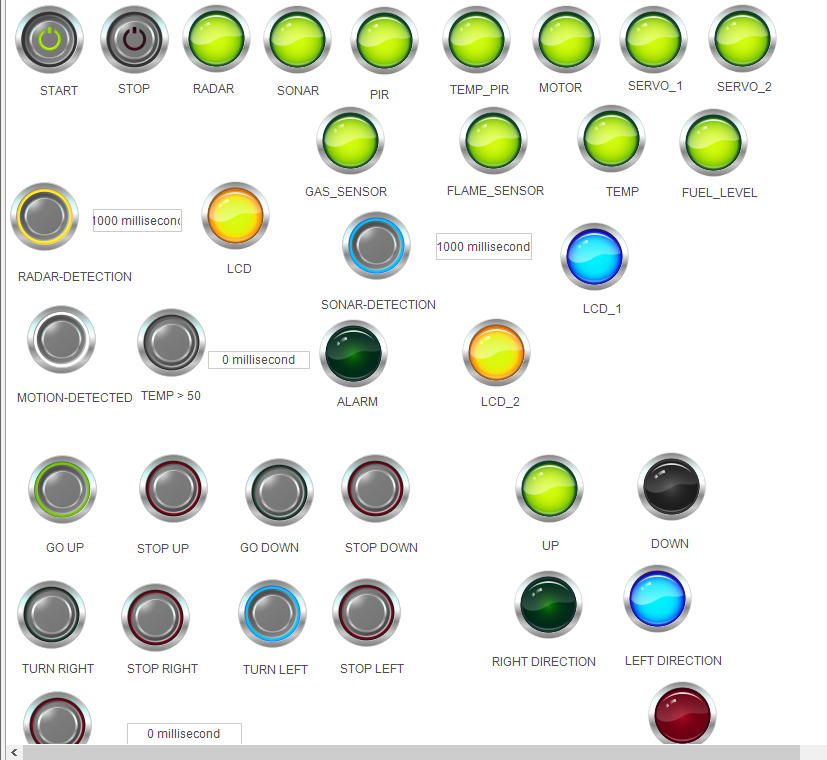 START
STOP
RADAR
SONAR
PIR
TEMP_PIR
MOTOR
SERVO_1
SERVO_2
GAS_SENSOR
FLAME_SENSOR
TEMP
FUEL_LEVEL
1000 millisecond
RADAR-DETECTION
LCD
1000 millisecond
SONAR-DETECTION
LCD_1
MOTION-DETECTED
TEMP > 50
0 millisecond
ALARM
LCD_2
GO UP
STOP UP
GO DOWN
STOP DOWN
UP
DOWN
TURN RIGHT
STOP RIGHT
TURN LEFT
STOP LEFT
RIGHT DIRECTION
LEFT DIRECTION
0 millisecond